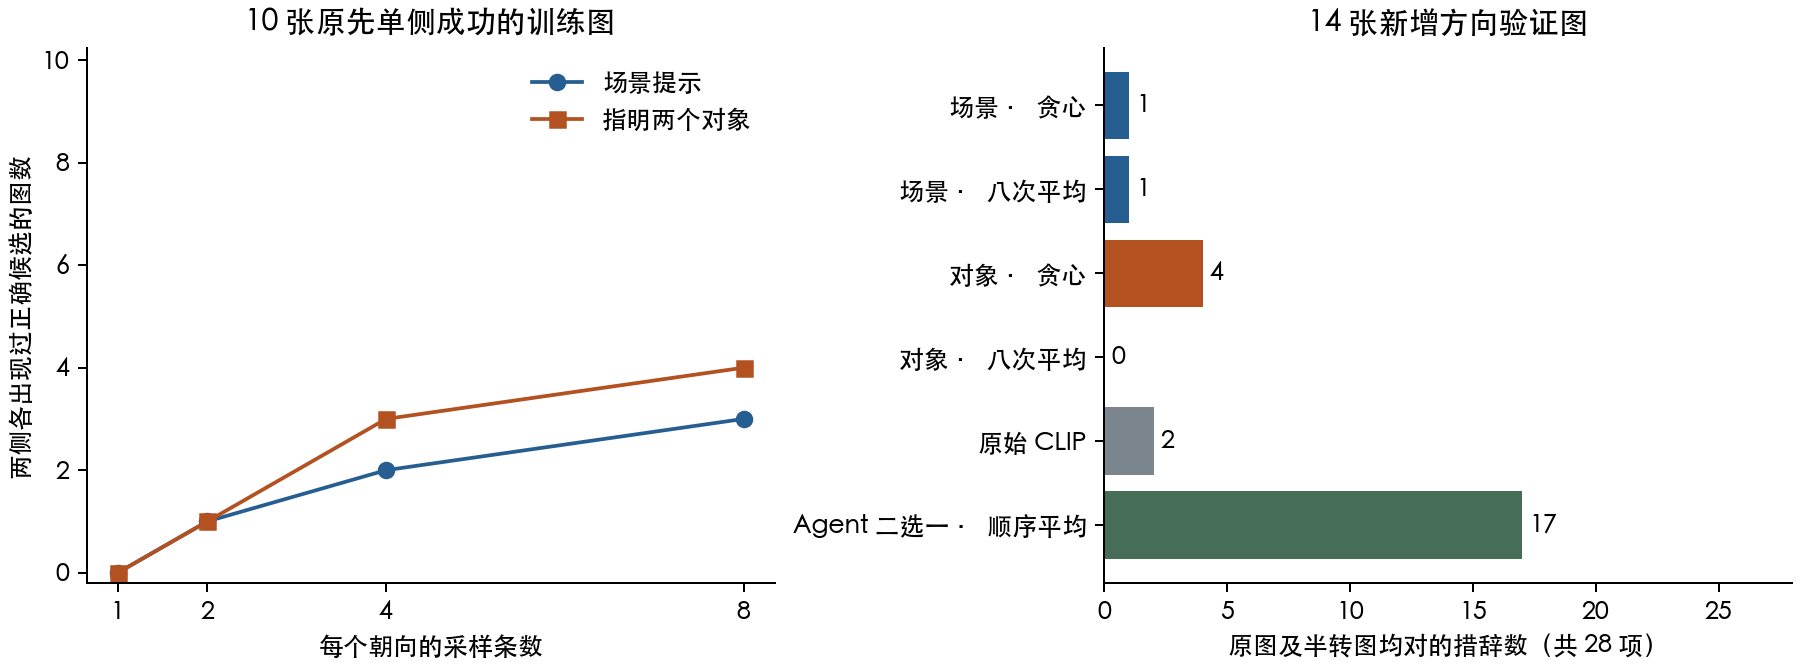 10 张原先单侧成功的训练图
两侧各出现过正确候选的图数
10
8
6
4
2
0
场景提示
指明两个对象
1 2 4 8
每个朝向的采样条数
14 张新增方向验证图
场景 · 贪心 1
场景 · 八次平均 1
对象 · 贪心 4
对象 · 八次平均 0
原始 CLIP 2
Agent 二选一 · 顺序平均 17
0 5 10 15 20 25
原图及半转图均对的措辞数（共 28 项）